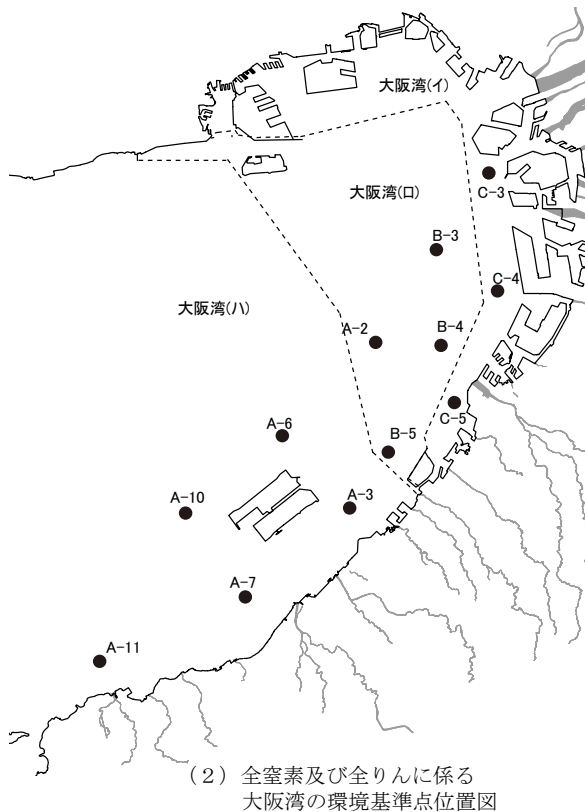 大阪湾(イ)
大阪湾(ロ)
C-3
B-3
C-4
大阪湾(ハ)
A-2
B-4
C-5
A-6
B-5
A-10
A-3
A-7
A-11
（2）全窒素及び全りんに係る
大阪湾の環境基準点位置図